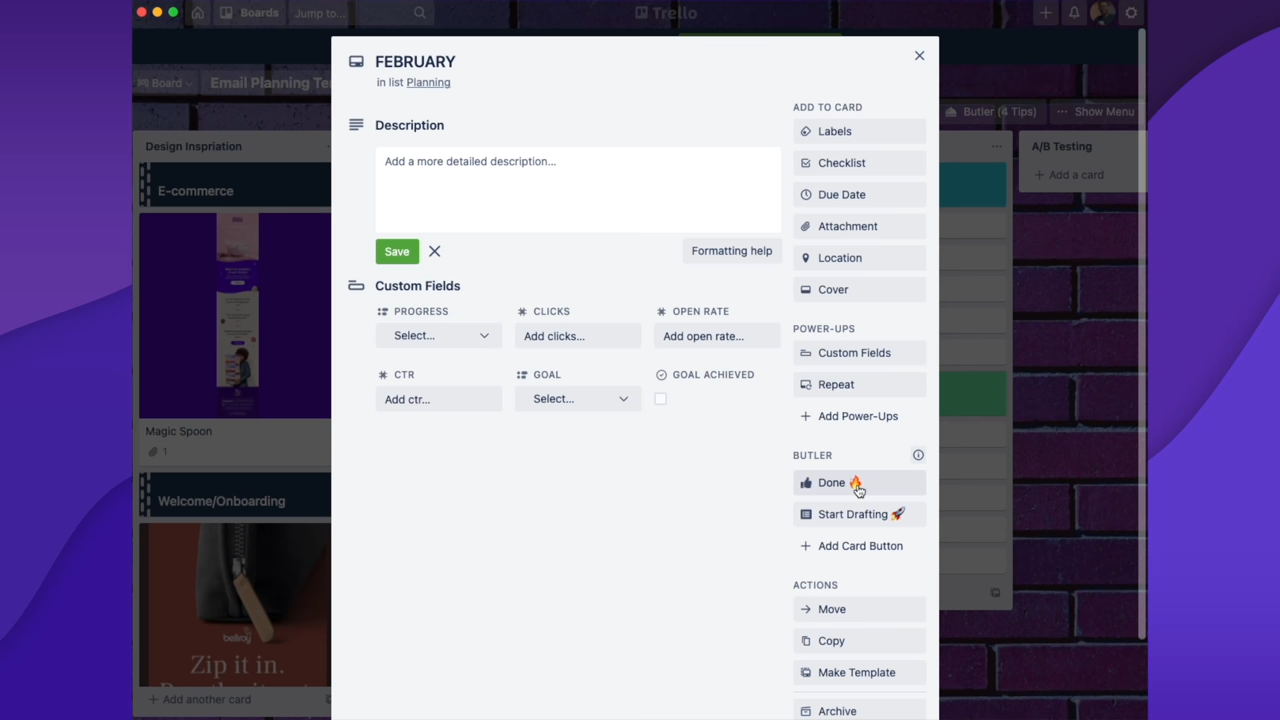 Boards
Jump to...
Trello
Board
Email Planning Te
Butler (4 Tips)
Show Menu
Design Inspriation
E-commerce
Magic Spoon
1
Welcome/Onboarding
bellroy
Zip it in.
Add another card
FEBRUARY
in list Planning
Description
Add a more detailed description...
Save
Formatting help
Custom Fields
PROGRESS
CLICKS
OPEN RATE
Select...
Add clicks...
Add open rate...
CTR
GOAL
GOAL ACHIEVED
Add ctr...
Select...
ADD TO CARD
Labels
Checklist
Due Date
Attachment
Location
Cover
POWER-UPS
Custom Fields
Repeat
Add Power-Ups
BUTLER
Done 🔥
Start Drafting 🚀
Add Card Button
ACTIONS
Move
Copy
Make Template
Archive
A/B Testing
Add a card